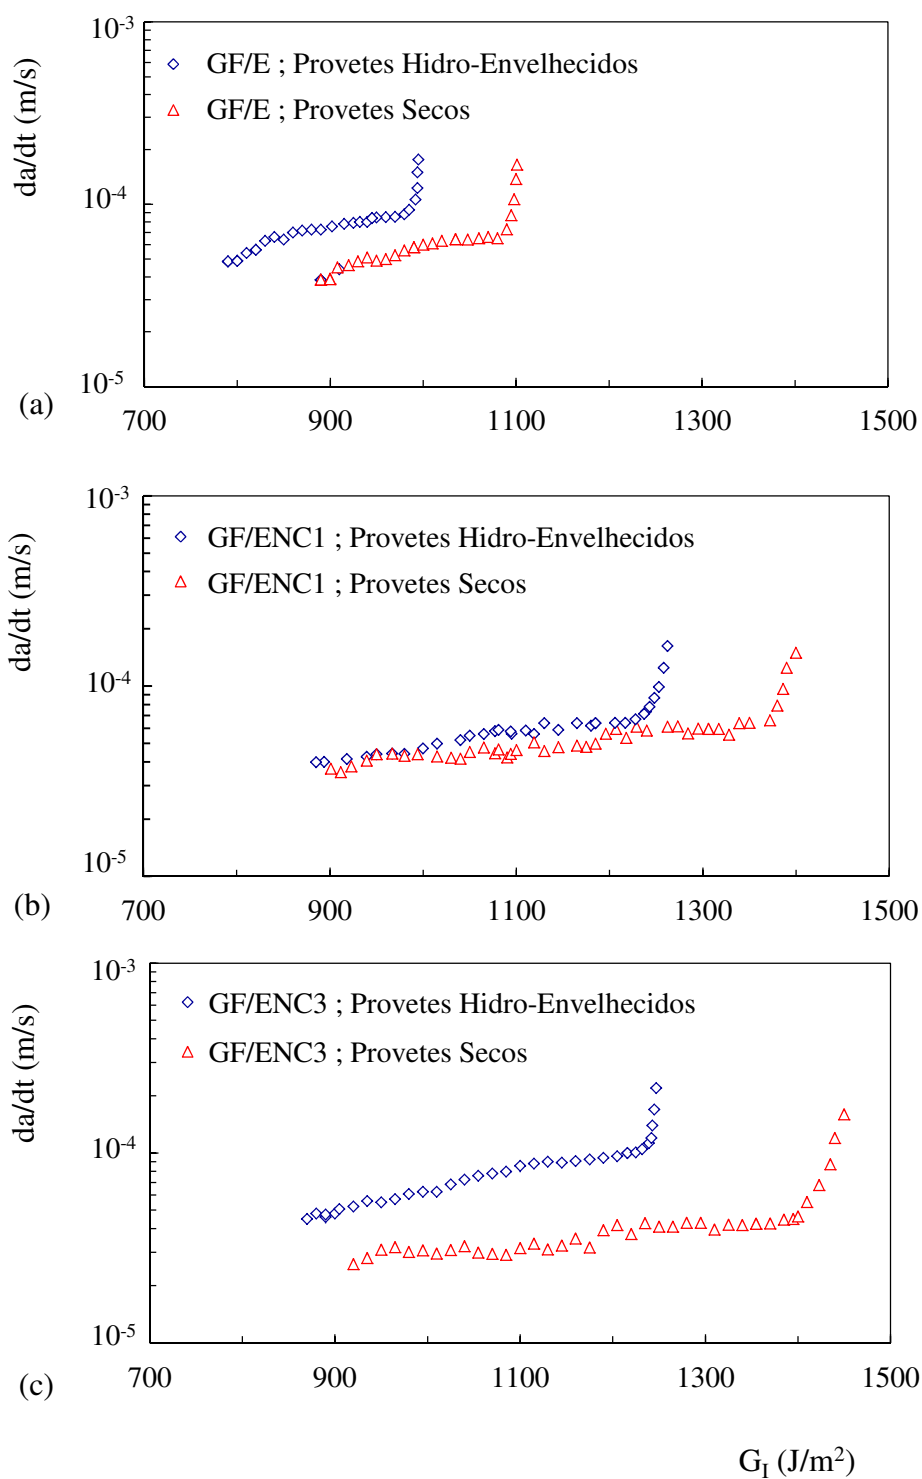 10⁻³
GF/E ; Provetes Hidro-Envelhecidos
GF/E ; Provetes Secos
da/dt (m/s)
10⁻⁴
10⁻⁵
(a)
700 900 1100 1300 1500
10⁻³
GF/ENC1 ; Provetes Hidro-Envelhecidos
GF/ENC1 ; Provetes Secos
da/dt (m/s)
10⁻⁴
10⁻⁵
(b)
700 900 1100 1300 1500
10⁻³
GF/ENC3 ; Provetes Hidro-Envelhecidos
GF/ENC3 ; Provetes Secos
da/dt (m/s)
10⁻⁴
10⁻⁵
(c)
700 900 1100 1300 1500
G_I (J/m²)